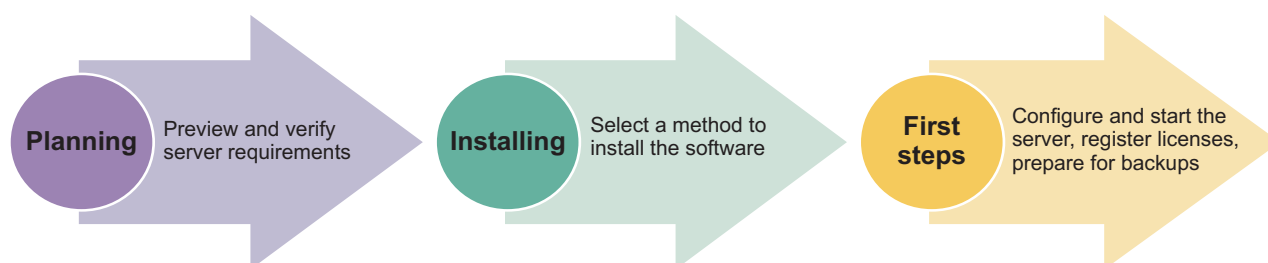 Planning
Preview and verify
server requirements
Installing
Select a method to
install the software
First
steps
Configure and start the
server, register licenses,
prepare for backups